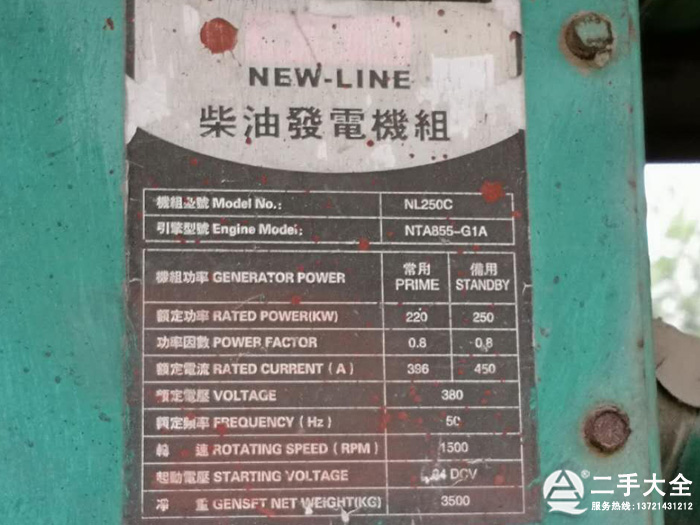 NEW-LINE
柴油發電機組
機組型號 Model No.: NL250C
引擎型號 Engine Model: NTA855-G1A
機組功率 GENERATOR POWER 常用 PRIME 備用 STANDBY
額定功率 RATED POWER(KW) 220 250
功率因數 POWER FACTOR 0.8 0.8
額定電流 RATED CURRENT (A) 396 450
額定電壓 VOLTAGE 380
額定頻率 FREQUENCY (Hz) 50
轉 速 ROTATING SPEED (RPM) 1500
起動電壓 STARTING VOLTAGE 24 DCV
凈 重 GENSET NET WEIGHT(KG) 3500
二手大全
服务热线:13721431212